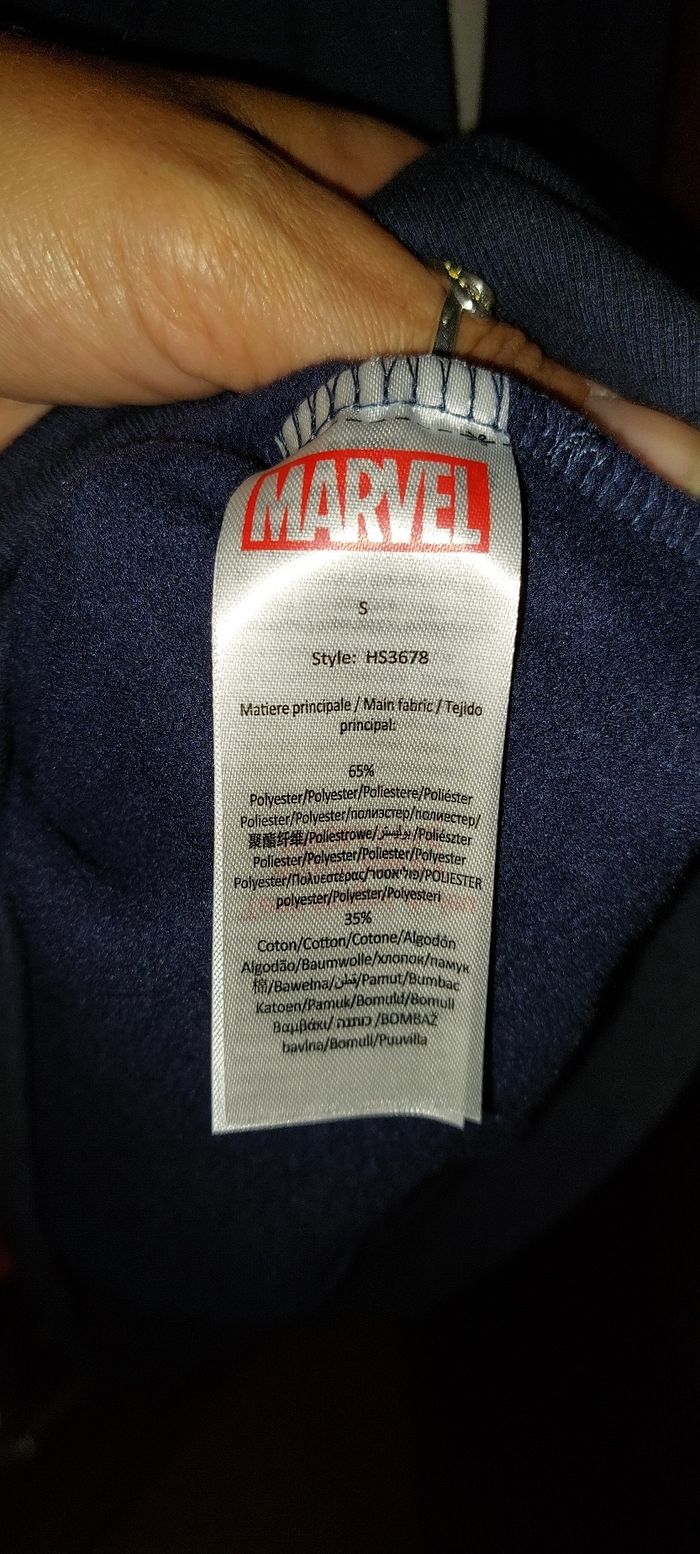 MARVEL
S
Style: HS3678
Matiere principale / Main fabric / Tejido
principal:
65%
Polyester/Polyester/Poliestere/Poliéster
Poliester/Polyester/полиэстер/полиестер/
聚酯纤维/Poliestrowe/بوليستر/Poliészter
Poliester/Polyester/Poliester/Polyester
Polyester/Πολυεστέρας/פוליאסטר/POLIESTER
polyester/Polyester/Polyesteri
35%
Coton/Cotton/Cotone/Algodón
Algodão/Baumwolle/хлопок/памук
棉/Bawełna/قطن/Pamut/Bumbac
Katoen/Pamuk/Bomuld/Bomull
Βαμβάκι/ כותנה /BOMBAŽ
bavlna/Bomull/Puuvilla